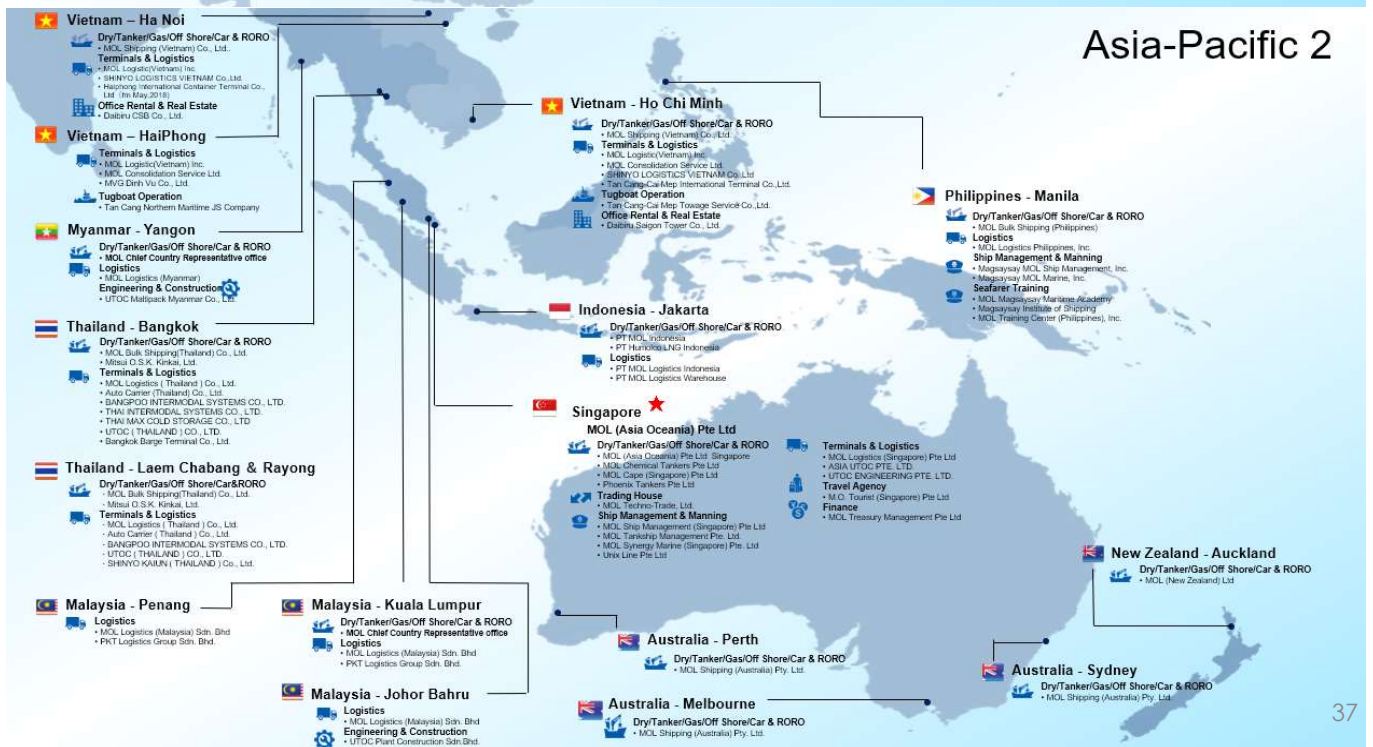 Asia-Pacific 2
Vietnam – Ha Noi
Dry/Tanker/Gas/Off Shore/Car & RORO
• MOL Shipping (Vietnam) Co., Ltd.
Terminals & Logistics
• MOL Logistic(Vietnam) Inc.
• SHINYO LOGISTICS VIETNAM Co.,Ltd.
• Haiphong International Container Terminal Co.,
Ltd (fm May,2018)
Office Rental & Real Estate
• Daibiru CSB Co., Ltd.
Vietnam – HaiPhong
Terminals & Logistics
• MOL Logistic(Vietnam) Inc.
• MOL Consolidation Service Ltd.
• MVG Dinh Vu Co., Ltd.
Tugboat Operation
• Tan Cang Northern Maritime JS Company
Myanmar - Yangon
Dry/Tanker/Gas/Off Shore/Car & RORO
• MOL Chief Country Representative office
Logistics
• MOL Logistics (Myanmar)
Engineering & Construction
• UTOC Maltipack Myanmar Co., Ltd.
Thailand - Bangkok
Dry/Tanker/Gas/Off Shore/Car & RORO
• MOL Bulk Shipping(Thailand) Co., Ltd.
• Mitsui O.S.K. Kinkai, Ltd.
Terminals & Logistics
• MOL Logistics ( Thailand ) Co., Ltd.
• Auto Carrier (Thailand) Co., Ltd.
• BANGPOO INTERMODAL SYSTEMS CO., LTD.
• THAI INTERMODAL SYSTEMS CO., LTD.
• THAI MAX COLD STORAGE CO., LTD
• UTOC ( THAILAND ) CO., LTD.
• Bangkok Barge Terminal Co., Ltd.
Thailand - Laem Chabang & Rayong
Dry/Tanker/Gas/Off Shore/Car&RORO
- MOL Bulk Shipping(Thailand) Co., Ltd.
- Mitsui O.S.K. Kinkai, Ltd.
Terminals & Logistics
- MOL Logistics ( Thailand ) Co., Ltd.
- Auto Carrier ( Thailand ) Co., Ltd.
- BANGPOO INTERMODAL SYSTEMS CO., LTD.
- UTOC ( THAILAND ) CO., LTD.
- SHINYO KAIUN ( THAILAND ) Co., Ltd.
Malaysia - Penang
Logistics
• MOL Logistics (Malaysia) Sdn. Bhd
• PKT Logistics Group Sdn. Bhd.
Malaysia - Kuala Lumpur
Dry/Tanker/Gas/Off Shore/Car & RORO
• MOL Chief Country Representative office
Logistics
• MOL Logistics (Malaysia) Sdn. Bhd
• PKT Logistics Group Sdn. Bhd.
Malaysia - Johor Bahru
Logistics
• MOL Logistics (Malaysia) Sdn. Bhd
Engineering & Construction
• UTOC Plant Construction Sdn.Bhd.
Vietnam - Ho Chi Minh
Dry/Tanker/Gas/Off Shore/Car & RORO
• MOL Shipping (Vietnam) Co., Ltd.
Terminals & Logistics
• MOL Logistic(Vietnam) Inc.
• MOL Consolidation Service Ltd.
• SHINYO LOGISTICS VIETNAM Co.,Ltd
• Tan Cang-Cai Mep International Terminal Co.,Ltd.
Tugboat Operation
• Tan Cang-Cai Mep Towage Service Co.,Ltd.
Office Rental & Real Estate
• Daibiru Saigon Tower Co., Ltd.
Philippines - Manila
Dry/Tanker/Gas/Off Shore/Car & RORO
• MOL Bulk Shipping (Philippines)
Logistics
• MOL Logistics Philippines, Inc.
Ship Management & Manning
• Magsaysay MOL Ship Management, Inc.
• Magsaysay MOL Marine, Inc.
Seafarer Training
• MOL Magsaysay Maritime Academy
• Magsaysay Institute of Shipping
• MOL Training Center (Philippines), Inc.
Indonesia - Jakarta
Dry/Tanker/Gas/Off Shore/Car & RORO
• PT MOL Indonesia
• PT Humolco LNG Indonesia
Logistics
• PT MOL Logistics Indonesia
• PT MOL Logistics Warehouse
Singapore
MOL (Asia Oceania) Pte Ltd
Dry/Tanker/Gas/Off Shore/Car & RORO
• MOL (Asia Oceania) Pte Ltd. Singapore
• MOL Chemical Tankers Pte Ltd
• MOL Cape (Singapore) Pte Ltd
• Phoenix Tankers Pte Ltd
Trading House
• MOL Techno-Trade, Ltd.
Ship Management & Manning
• MOL Ship Management (Singapore) Pte Ltd
• MOL Tankship Management Pte. Ltd.
• MOL Synergy Marine (Singapore) Pte. Ltd
• Unix Line Pte Ltd
Terminals & Logistics
• MOL Logistics (Singapore) Pte Ltd
• ASIA UTOC PTE. LTD.
• UTOC ENGINEERING PTE. LTD.
Travel Agency
• M.O. Tourist (Singapore) Pte Ltd
Finance
• MOL Treasury Management Pte Ltd
New Zealand - Auckland
Dry/Tanker/Gas/Off Shore/Car & RORO
• MOL (New Zealand) Ltd
Australia - Perth
Dry/Tanker/Gas/Off Shore/Car & RORO
• MOL Shipping (Australia) Pty. Ltd.
Australia - Sydney
Dry/Tanker/Gas/Off Shore/Car & RORO
• MOL Shipping (Australia) Pty. Ltd.
Australia - Melbourne
Dry/Tanker/Gas/Off Shore/Car & RORO
• MOL Shipping (Australia) Pty. Ltd.
37